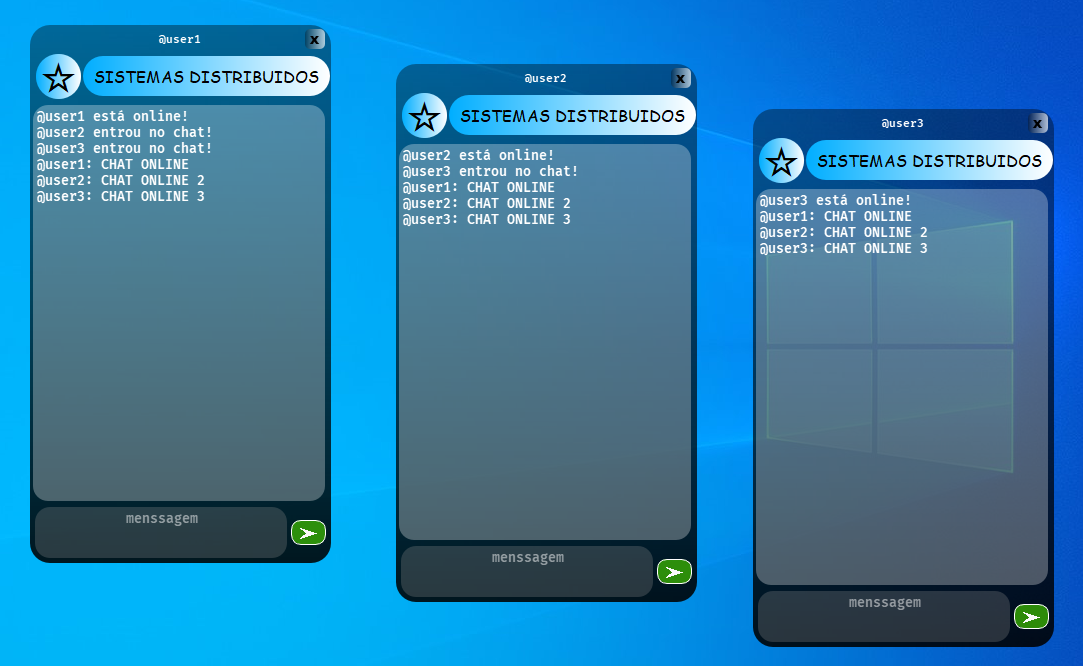 @user1
x
SISTEMAS DISTRIBUIDOS
@user1 está online!
@user2 entrou no chat!
@user3 entrou no chat!
@user1: CHAT ONLINE
@user2: CHAT ONLINE 2
@user3: CHAT ONLINE 3
menssagem
@user2
x
SISTEMAS DISTRIBUIDOS
@user2 está online!
@user3 entrou no chat!
@user1: CHAT ONLINE
@user2: CHAT ONLINE 2
@user3: CHAT ONLINE 3
menssagem
@user3
x
SISTEMAS DISTRIBUIDOS
@user3 está online!
@user1: CHAT ONLINE
@user2: CHAT ONLINE 2
@user3: CHAT ONLINE 3
menssagem